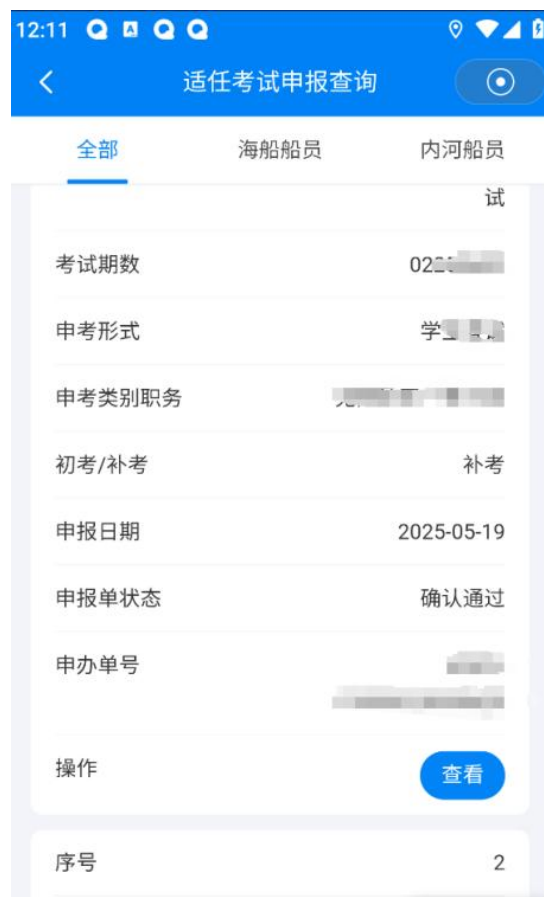 12:11
适任考试申报查询
全部 海船船员 内河船员
试
考试期数
申考形式 学
申考类别职务
初考/补考 补考
申报日期 2025-05-19
申报单状态 确认通过
申办单号
操作 查看
序号 2